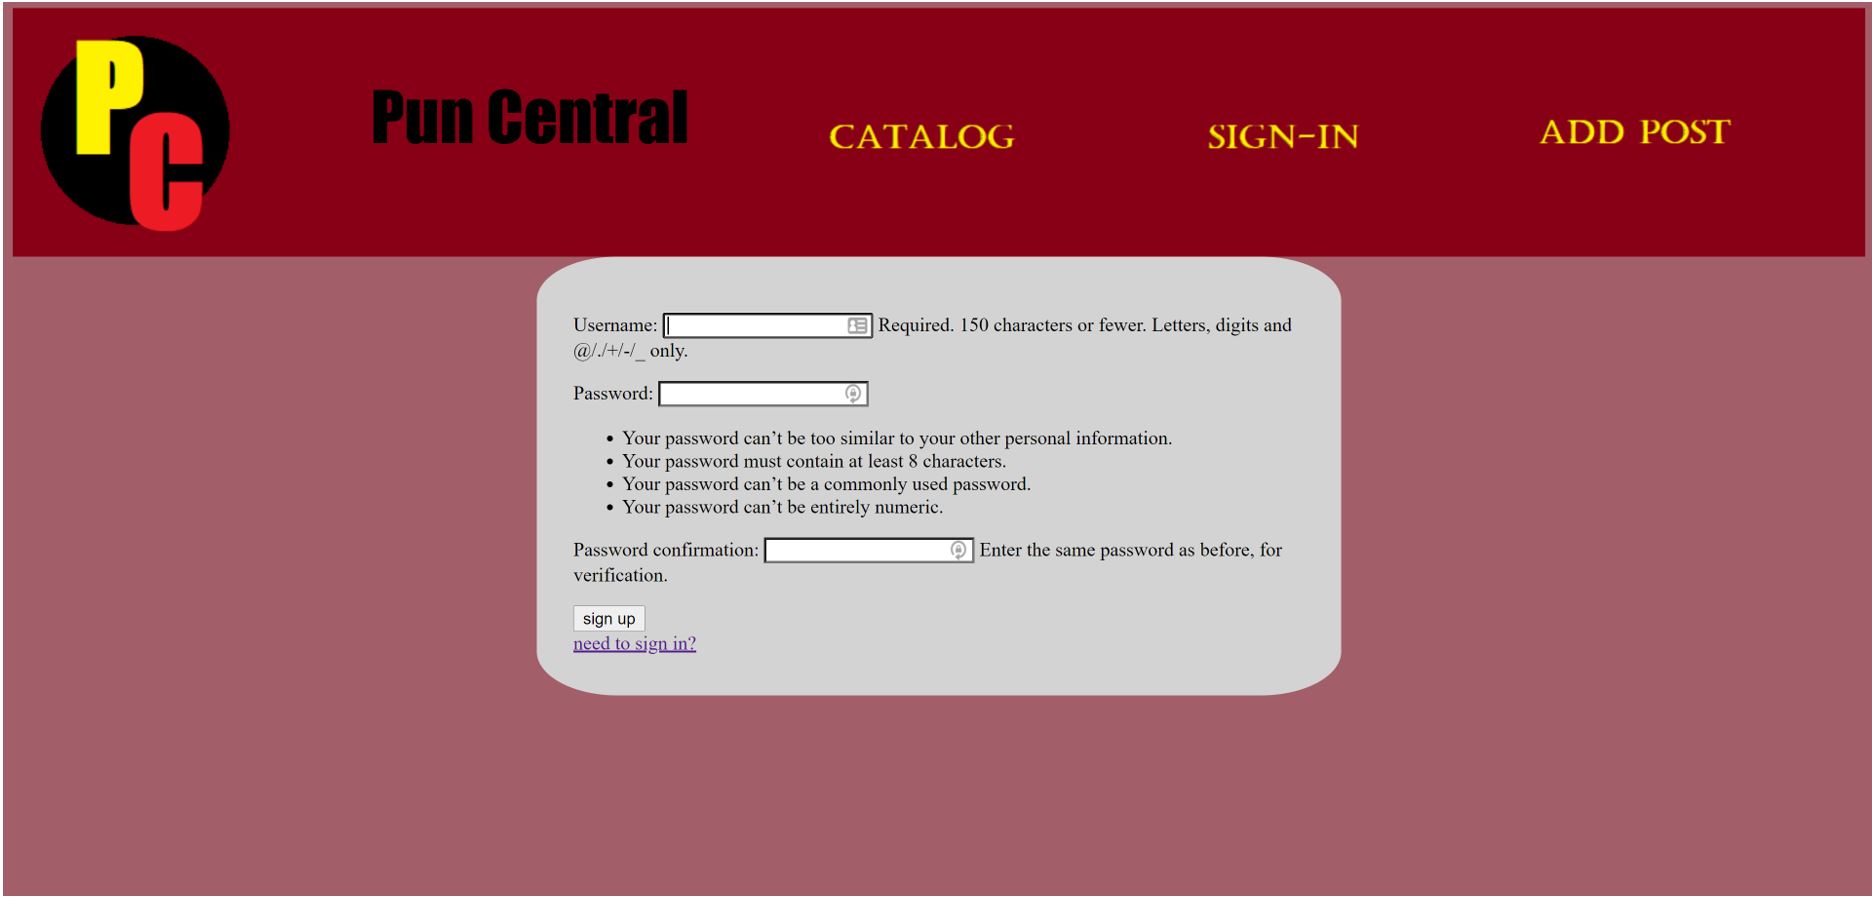 PC
Pun Central
CATALOG
SIGN-IN
ADD POST
Username: Required. 150 characters or fewer. Letters, digits and
@/./+/-/_ only.
Password:
• Your password can’t be too similar to your other personal information.
• Your password must contain at least 8 characters.
• Your password can’t be a commonly used password.
• Your password can’t be entirely numeric.
Password confirmation: Enter the same password as before, for
verification.
sign up
need to sign in?